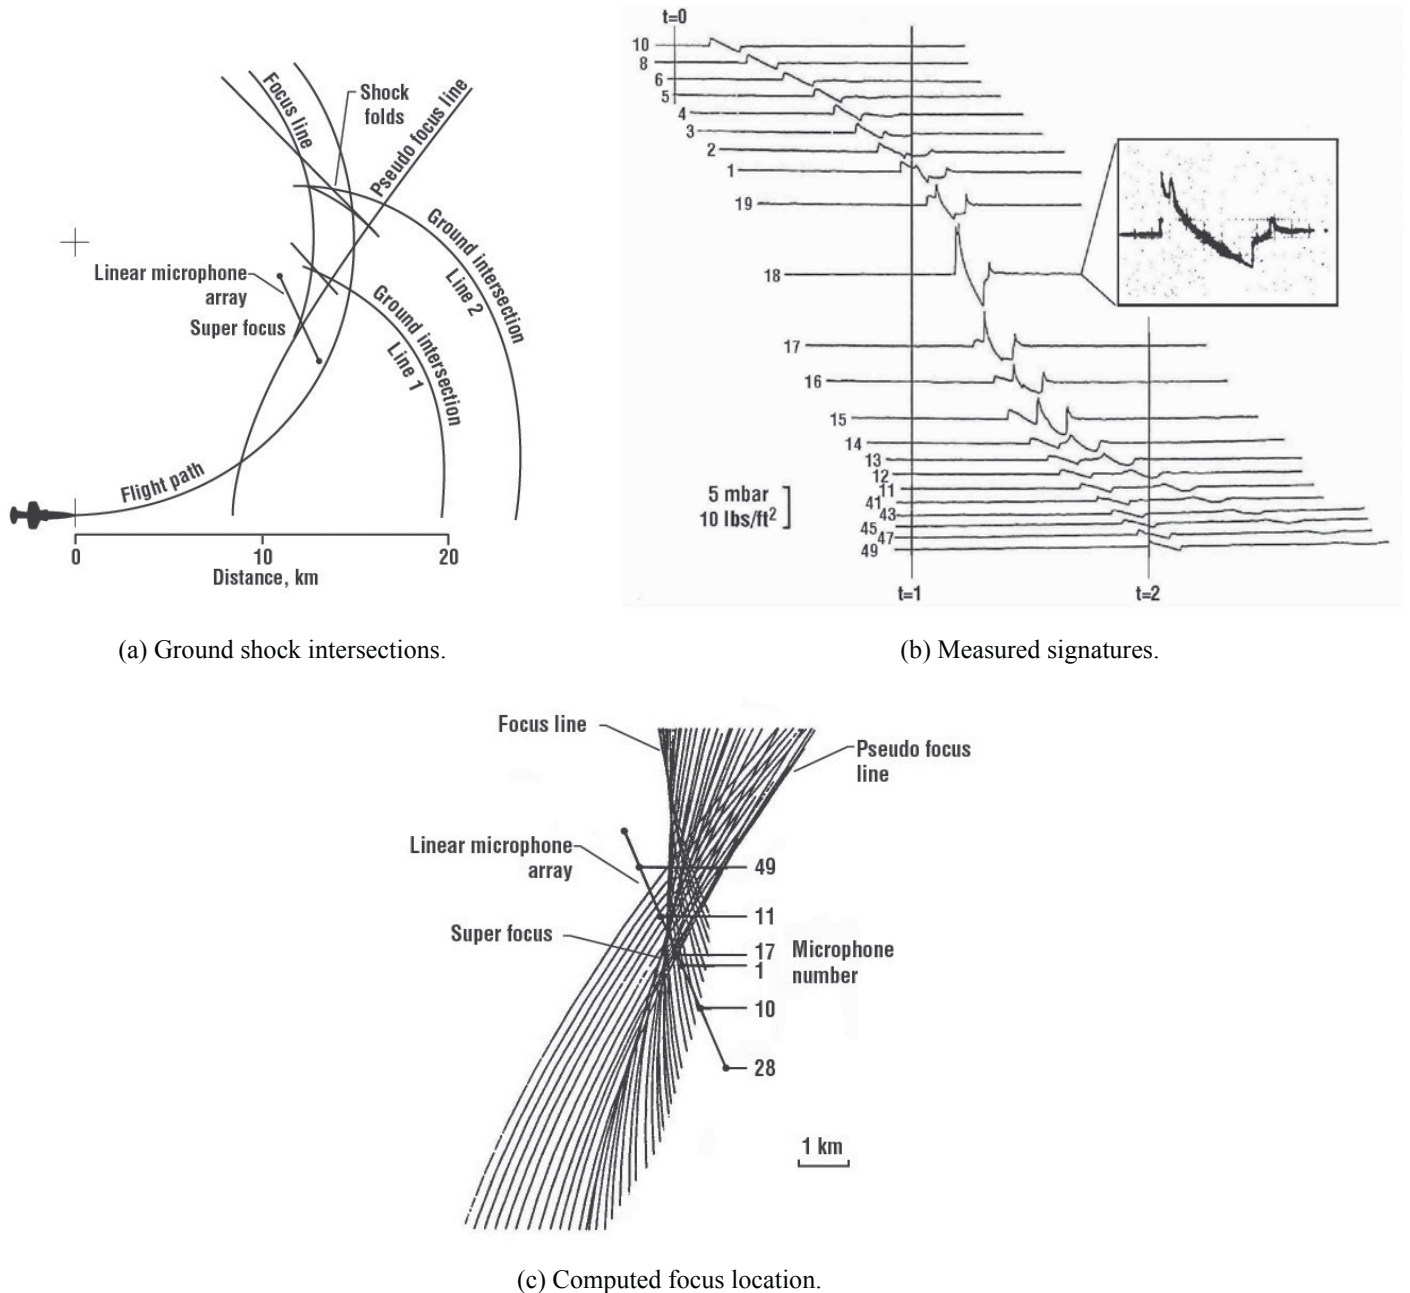 Focus line
Shock
folds
Pseudo focus line
Ground intersection
Line 2
Linear microphone
array
Super focus
Ground intersection
Line 1
Flight path
0
10
20
Distance, km
(a) Ground shock intersections.
t=0
10
8
6
5
4
3
2
1
19
18
17
16
15
14
13
12
11
41
43
45
47
49
5 mbar
10 lbs/ft²
t=1
t=2
(b) Measured signatures.
Focus line
Pseudo focus
line
Linear microphone
array
49
11
Super focus
17
1
Microphone
number
10
28
1 km
(c) Computed focus location.